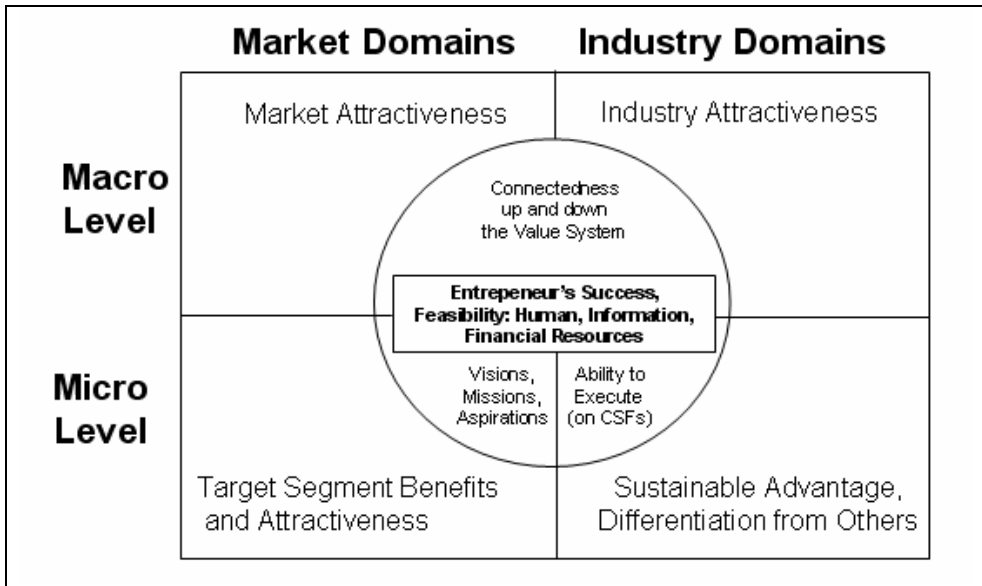 Market Domains
Industry Domains
Market Attractiveness
Industry Attractiveness
Macro
Level
Connectedness
up and down
the Value System
Entrepeneur's Success,
Feasibility: Human, Information,
Financial Resources
Micro
Level
Visions,
Missions,
Aspirations
Ability to
Execute
(on CSFs)
Target Segment Benefits
and Attractiveness
Sustainable Advantage,
Differentiation from Others